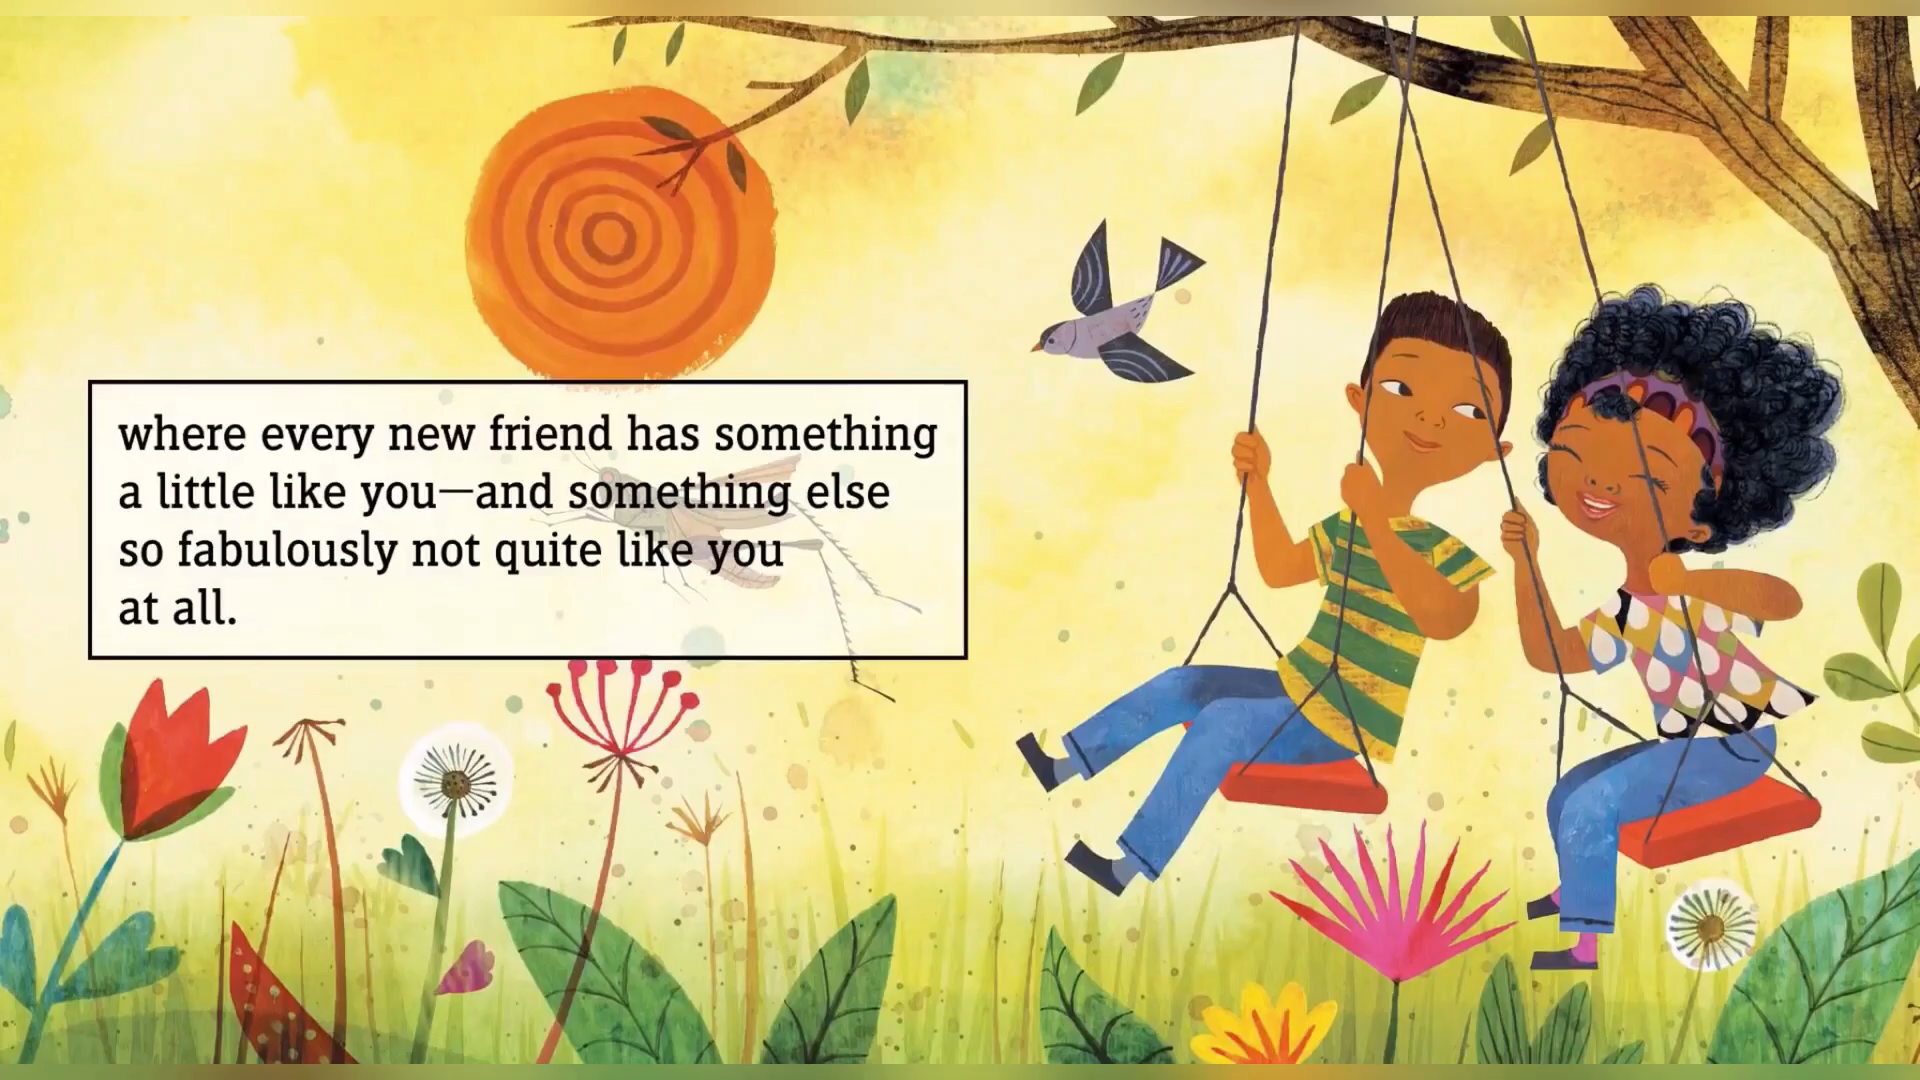 where every new friend has something
a little like you—and something else
so fabulously not quite like you
at all.